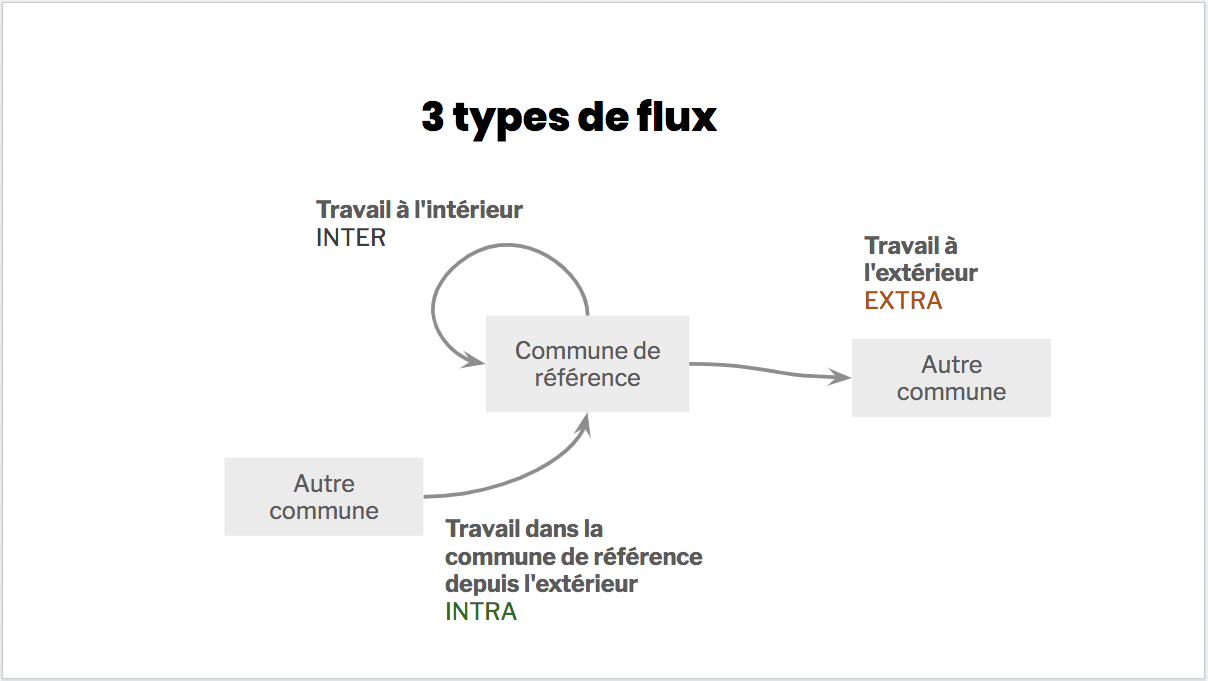 3 types de flux
Travail à l'intérieur
INTER
Travail à
l'extérieur
EXTRA
Commune de
référence
Autre
commune
Autre
commune
Travail dans la
commune de référence
depuis l'extérieur
INTRA